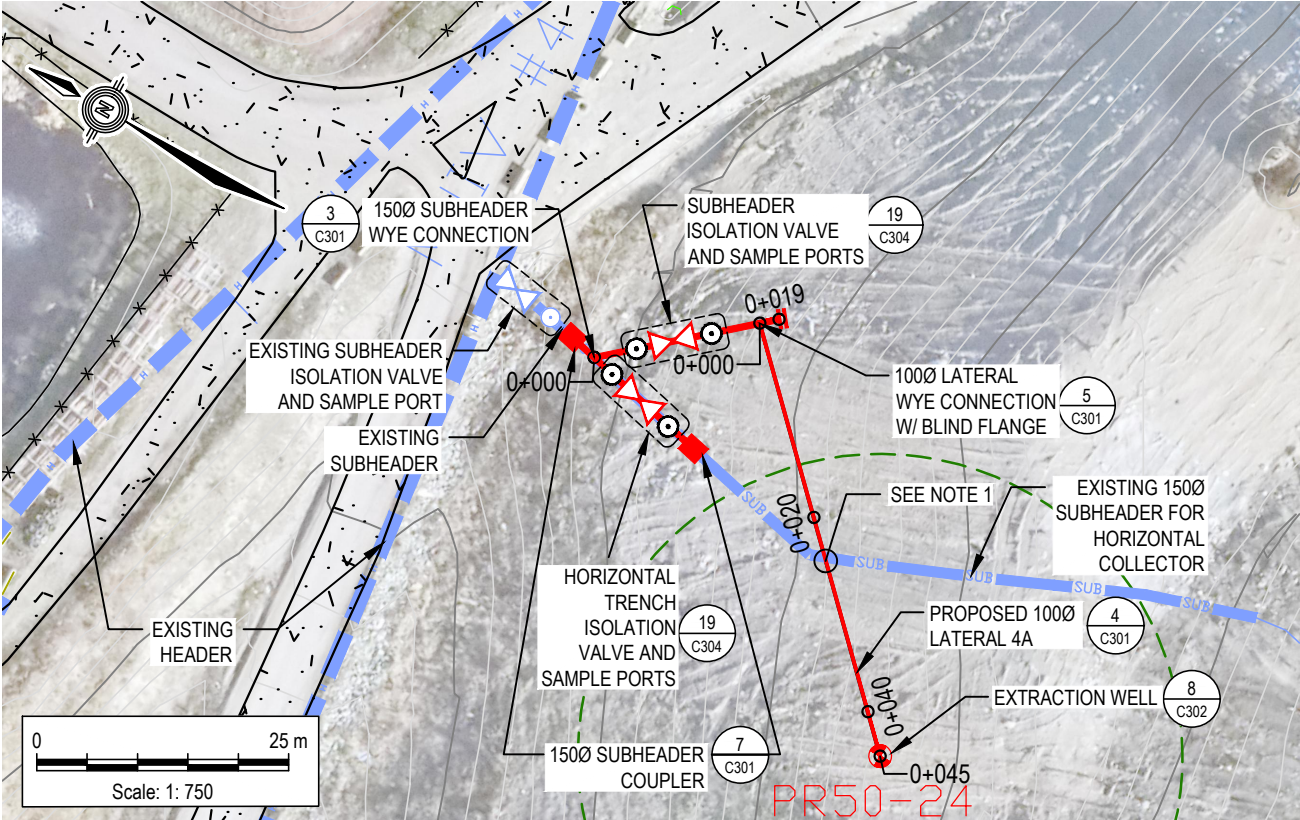 #4
N
3
C301
150Ø SUBHEADER
WYE CONNECTION
SUBHEADER
ISOLATION VALVE
AND SAMPLE PORTS
19
C304
0+019
EXISTING SUBHEADER
ISOLATION VALVE
AND SAMPLE PORT
0+000
0+000
100Ø LATERAL
WYE CONNECTION
W/ BLIND FLANGE
5
C301
EXISTING
SUBHEADER
SUB
0+020
SEE NOTE 1
EXISTING 150Ø
SUBHEADER FOR
HORIZONTAL
COLLECTOR
SUB
SUB
SUB
SUB
HORIZONTAL
TRENCH
ISOLATION
VALVE AND
SAMPLE PORTS
19
C304
PROPOSED 100Ø
LATERAL 4A
4
C301
EXISTING
HEADER
0+040
EXTRACTION WELL
8
C302
150Ø SUBHEADER
COUPLER
7
C301
0+045
PR50-24
0
25 m
Scale: 1: 750
H
H
H
H
H
H
H
H